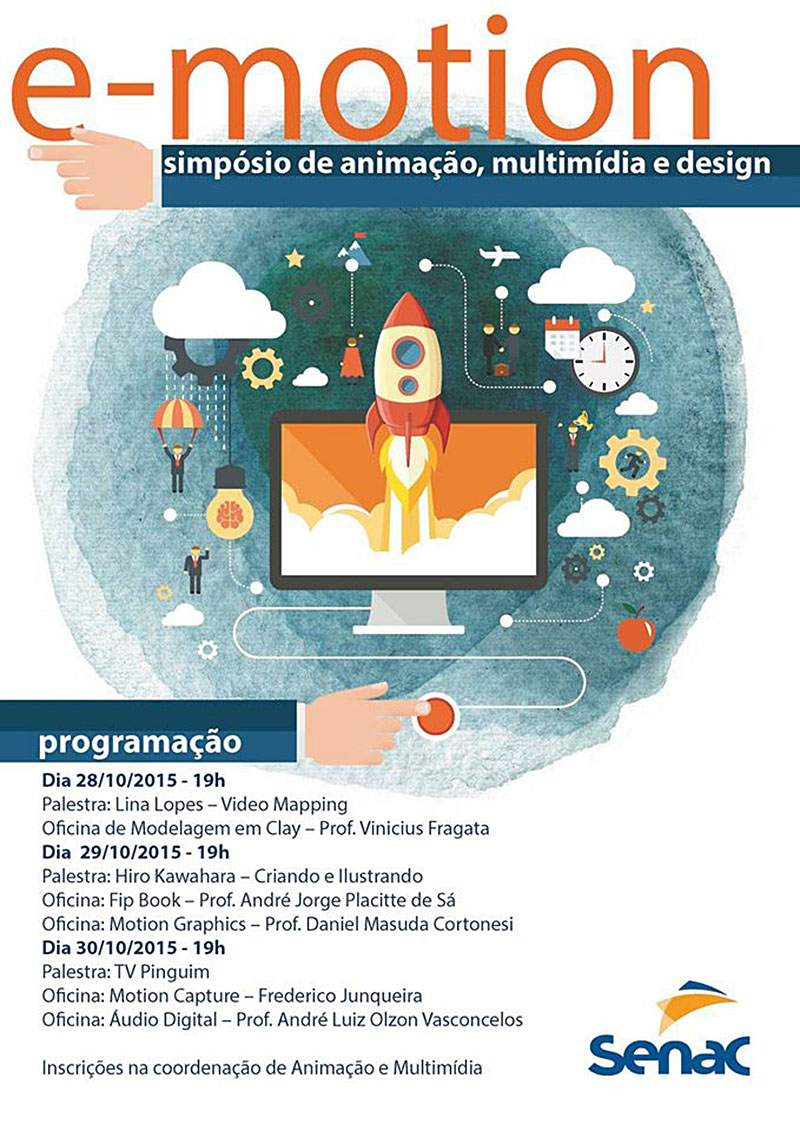 e-motion
simpósio de animação, multimídia e design
programação
Dia 28/10/2015 - 19h
Palestra: Lina Lopes – Video Mapping
Oficina de Modelagem em Clay – Prof. Vinicius Fragata
Dia  29/10/2015 - 19h
Palestra: Hiro Kawahara – Criando e Ilustrando
Oficina: Fip Book – Prof. André Jorge Placitte de Sá
Oficina: Motion Graphics – Prof. Daniel Masuda Cortonesi
Dia 30/10/2015 - 19h
Palestra: TV Pinguim
Oficina: Motion Capture – Frederico Junqueira
Oficina: Áudio Digital – Prof. André Luiz Olzon Vasconcelos
Inscrições na coordenação de Animação e Multimídia
senac